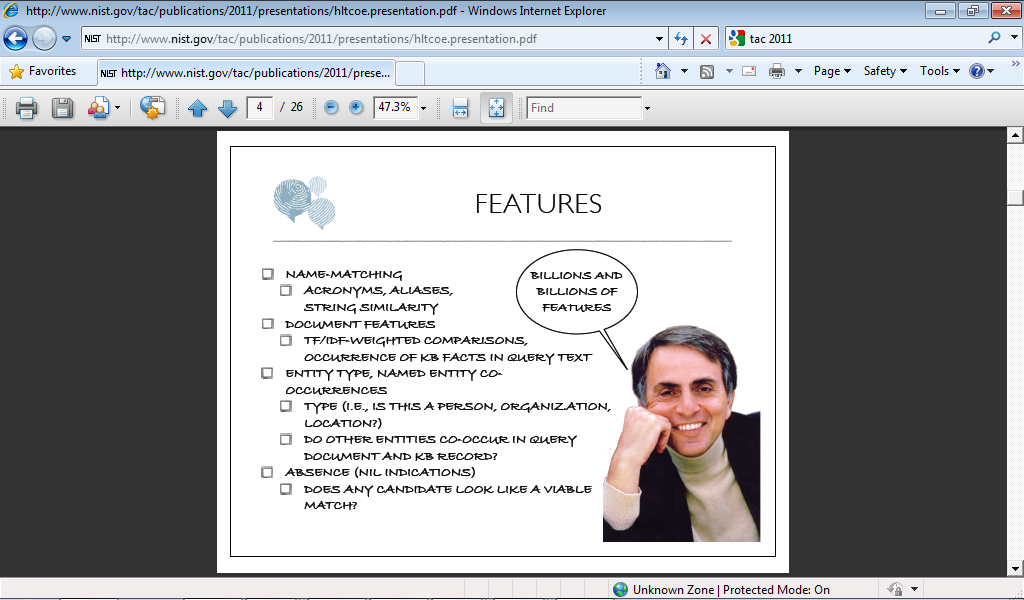 http://www.nist.gov/tac/publications/2011/presentations/hltcoe.presentation.pdf - Windows Internet Explorer
NIST http://www.nist.gov/tac/publications/2011/presentations/hltcoe.presentation.pdf
tac 2011
Favorites
NIST http://www.nist.gov/tac/publications/2011/prese...
Page
Safety
Tools
4 / 26
47.3%
Find
FEATURES
NAME-MATCHING
ACRONYMS, ALIASES,
STRING SIMILARITY
DOCUMENT FEATURES
TF/IDF-WEIGHTED COMPARISONS,
OCCURRENCE OF KB FACTS IN QUERY TEXT
ENTITY TYPE, NAMED ENTITY CO-
OCCURRENCES
TYPE (I.E., IS THIS A PERSON, ORGANIZATION,
LOCATION?)
DO OTHER ENTITIES CO-OCCUR IN QUERY
DOCUMENT AND KB RECORD?
ABSENCE (NIL INDICATIONS)
DOES ANY CANDIDATE LOOK LIKE A VIABLE
MATCH?
BILLIONS AND
BILLIONS OF
FEATURES
Unknown Zone | Protected Mode: On